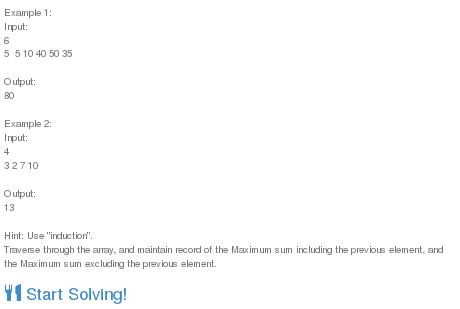 Example 1:
Input:
6
5  5 10 40 50 35
Output:
80
Example 2:
Input:
4
3 2 7 10
Output:
13
Hint: Use "induction".
Traverse through the array, and maintain record of the Maximum sum including the previous element, and
the Maximum sum excluding the previous element.
Start Solving!